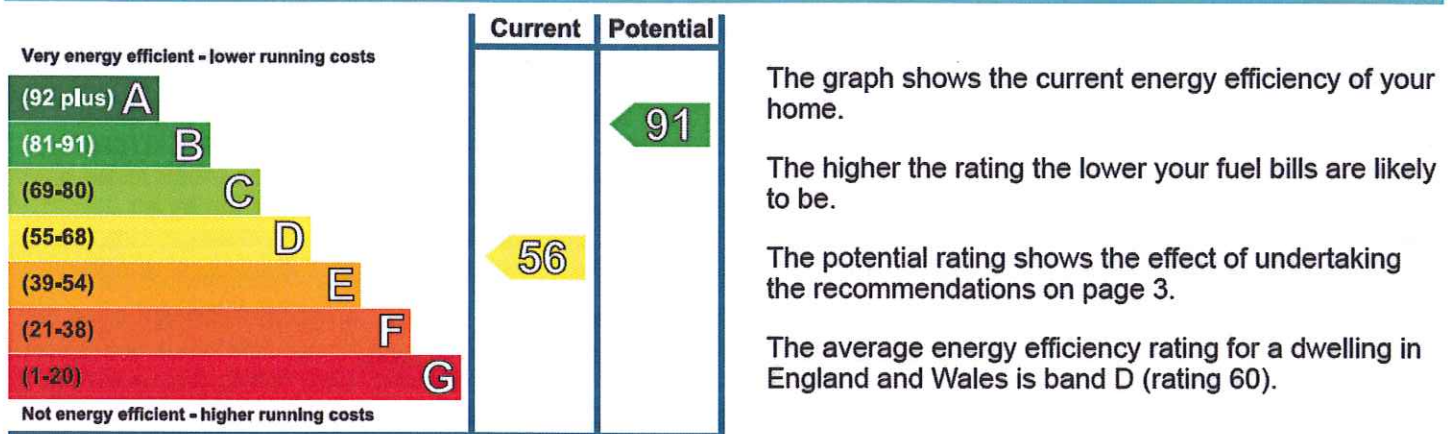 Current Potential
Very energy efficient - lower running costs
(92 plus) A
(81-91) B
(69-80) C
(55-68) D
(39-54) E
(21-38) F
(1-20) G
Not energy efficient - higher running costs
91
56
The graph shows the current energy efficiency of your
home.
The higher the rating the lower your fuel bills are likely
to be.
The potential rating shows the effect of undertaking
the recommendations on page 3.
The average energy efficiency rating for a dwelling in
England and Wales is band D (rating 60).